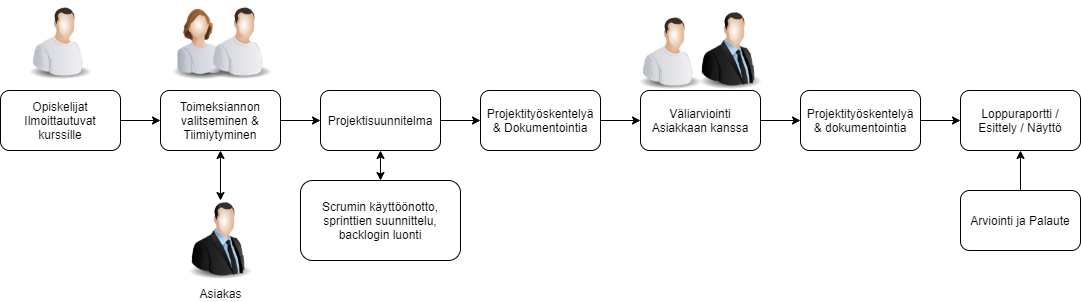 Opiskelijat
Ilmoittautuvat
kurssille
Toimeksiannon
valitseminen &
Tiimiytyminen
Projektisuunnitelma
Projektityöskentelyä
& Dokumentointia
Väliarviointi
Asiakkaan kanssa
Projektityöskentelyä
& dokumentointia
Loppuraportti /
Esittely / Näyttö
Scrumin käyttöönotto,
sprinttien suunnittelu,
backlogin luonti
Arviointi ja Palaute
Asiakas